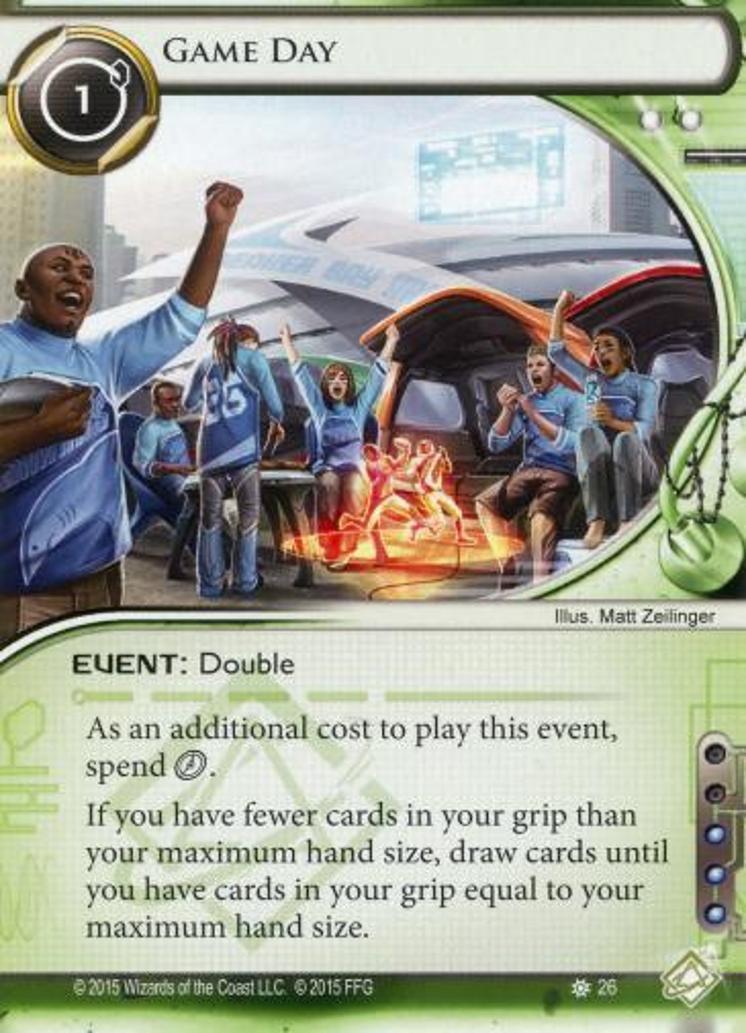 GAME DAY
1
36
Illus. Matt Zeilinger
EVENT: Double
As an additional cost to play this event,
spend .
If you have fewer cards in your grip than
your maximum hand size, draw cards until
you have cards in your grip equal to your
maximum hand size.
© 2015 Wizards of the Coast LLC. © 2015 FFG
26